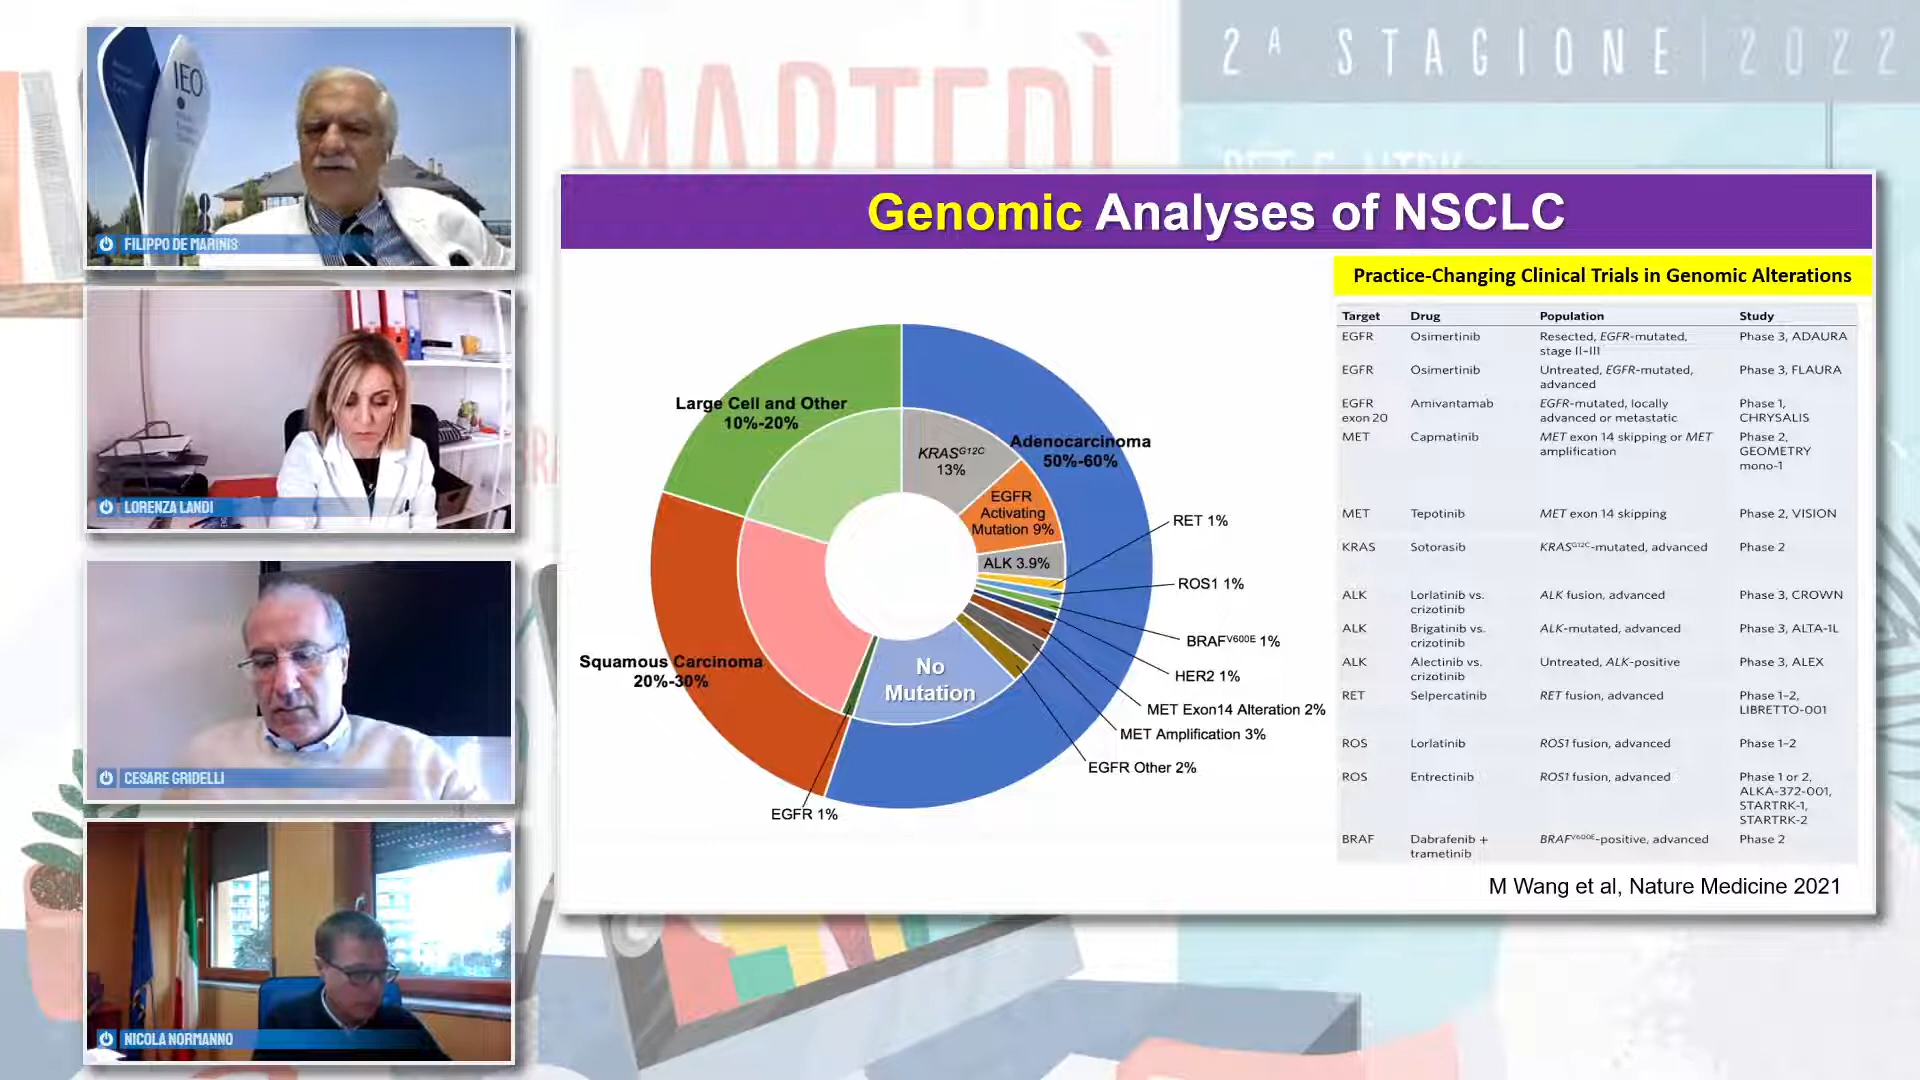 MARTEDÌ
2ᴬ STAGIONE | 2022
IEO
FILIPPO DE MARINIS
LORENZA LANDI
CESARE GRIDELLI
NICOLA NORMANNO
Genomic Analyses of NSCLC
Large Cell and Other
10%-20%
Adenocarcinoma
50%-60%
Squamous Carcinoma
20%-30%
KRASᴳ¹²ᶜ
13%
EGFR
Activating
Mutation 9%
ALK 3.9%
RET 1%
ROS1 1%
BRAFⱽ⁶⁰⁰ᴱ 1%
HER2 1%
MET Exon14 Alteration 2%
MET Amplification 3%
EGFR Other 2%
No
Mutation
EGFR 1%
Practice-Changing Clinical Trials in Genomic Alterations
Target Drug Population Study
EGFR Osimertinib Resected, EGFR-mutated, Phase 3, ADAURA
stage II–III
EGFR Osimertinib Untreated, EGFR-mutated, Phase 3, FLAURA
advanced
EGFR Amivantamab EGFR-mutated, locally Phase 1,
exon 20 advanced or metastatic CHRYSALIS
MET Capmatinib MET exon 14 skipping or MET Phase 2,
amplification GEOMETRY
mono-1
MET Tepotinib MET exon 14 skipping Phase 2, VISION
KRAS Sotorasib KRASᴳ¹²ᶜ-mutated, advanced Phase 2
ALK Lorlatinib vs. ALK fusion, advanced Phase 3, CROWN
crizotinib
ALK Brigatinib vs. ALK-mutated, advanced Phase 3, ALTA-1L
crizotinib
ALK Alectinib vs. Untreated, ALK-positive Phase 3, ALEX
crizotinib
RET Selpercatinib RET fusion, advanced Phase 1–2,
LIBRETTO-001
ROS Lorlatinib ROS1 fusion, advanced Phase 1–2
ROS Entrectinib ROS1 fusion, advanced Phase 1 or 2,
ALKA-372-001,
STARTRK-1,
STARTRK-2
BRAF Dabrafenib + BRAFⱽ⁶⁰⁰ᴱ-positive, advanced Phase 2
trametinib
M Wang et al, Nature Medicine 2021